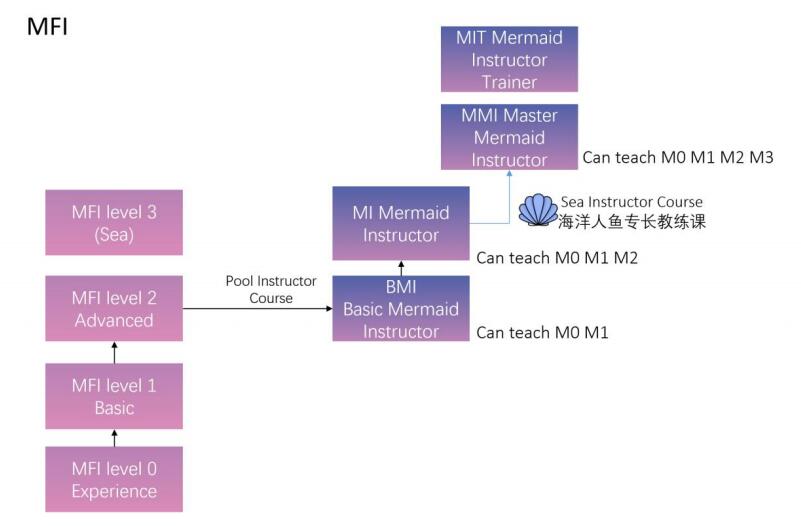 MFI
MIT Mermaid
Instructor
Trainer
MMI Master
Mermaid
Instructor
Can teach M0 M1 M2 M3
MFI level 3
(Sea)
MI Mermaid
Instructor
Sea Instructor Course
海洋人鱼专长教练课
Can teach M0 M1 M2
MFI level 2
Advanced
Pool Instructor
Course
BMI
Basic Mermaid
Instructor
Can teach M0 M1
MFI level 1
Basic
MFI level 0
Experience